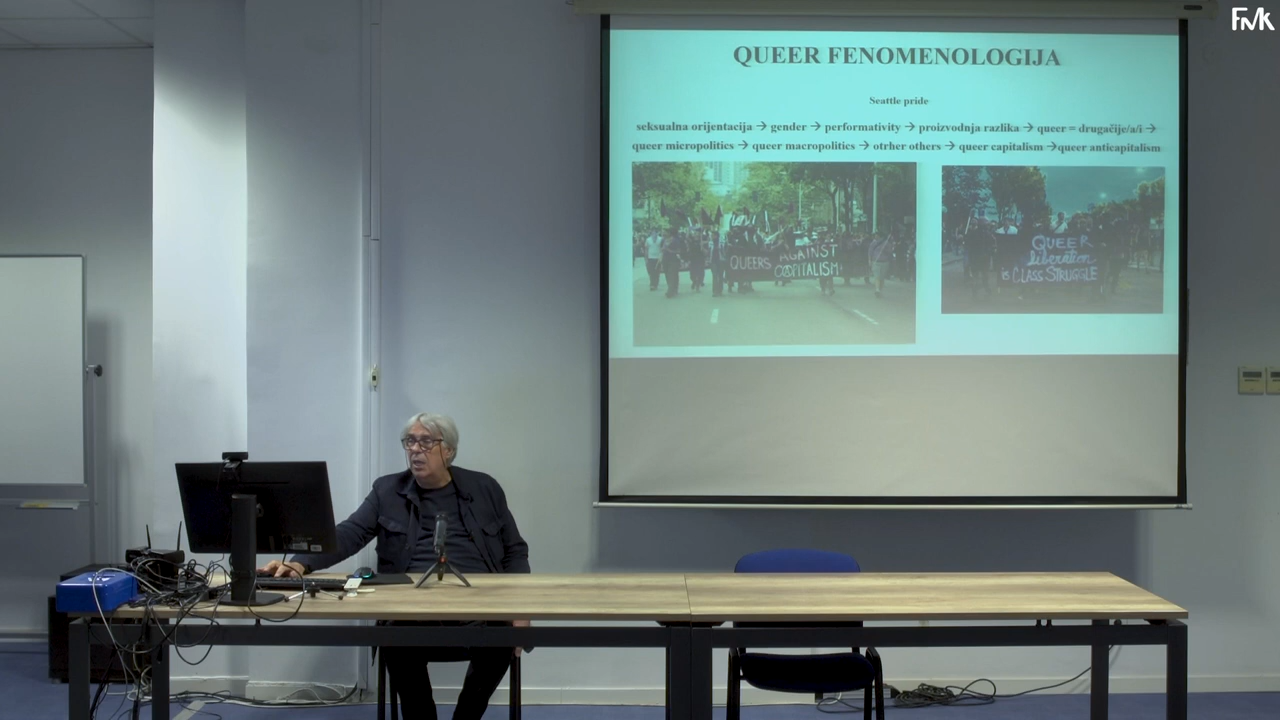 FMK
QUEER FENOMENOLOGIJA
Seattle pride
seksualna orijentacija → gender → performativity → proizvodnja razlika → queer = drugačije/a/i →
queer micropolitics → queer macropolitics → otrher others → queer capitalism →queer anticapitalism
QUEERS AGAINST
CAPITALISM
QUEER
liberation
is CLASS STRUGGLE